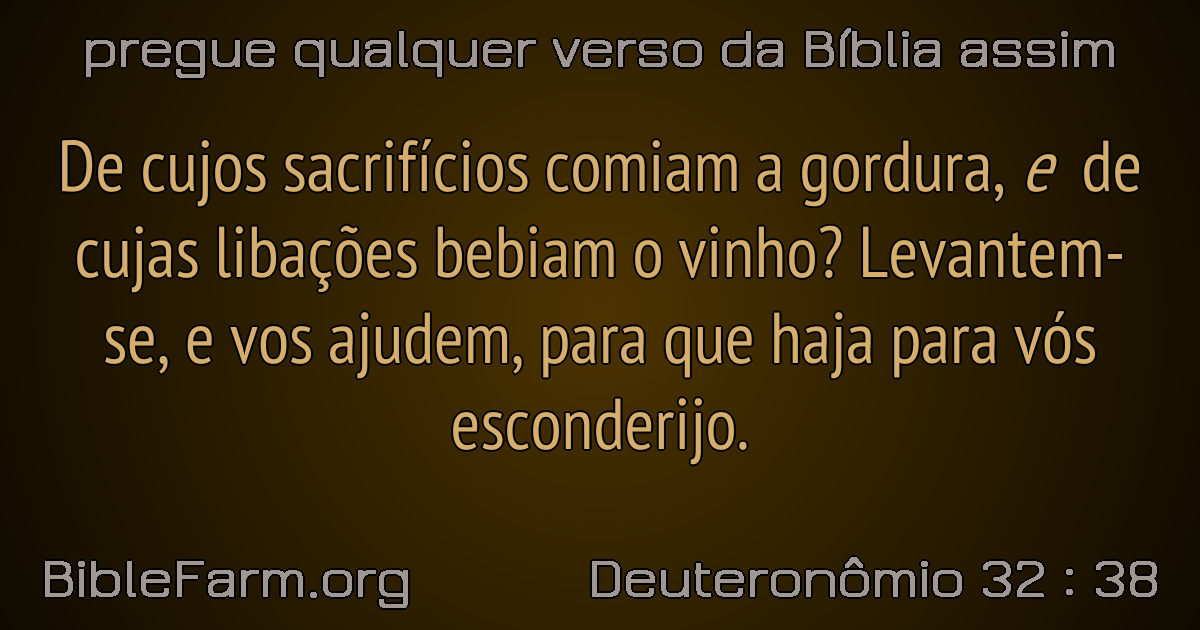 pregue qualquer verso da Bíblia assim
De cujos sacrifícios comiam a gordura, e de
cujas libações bebiam o vinho? Levantem-
se, e vos ajudem, para que haja para vós
esconderijo.
BibleFarm.org Deuteronômio 32 : 38